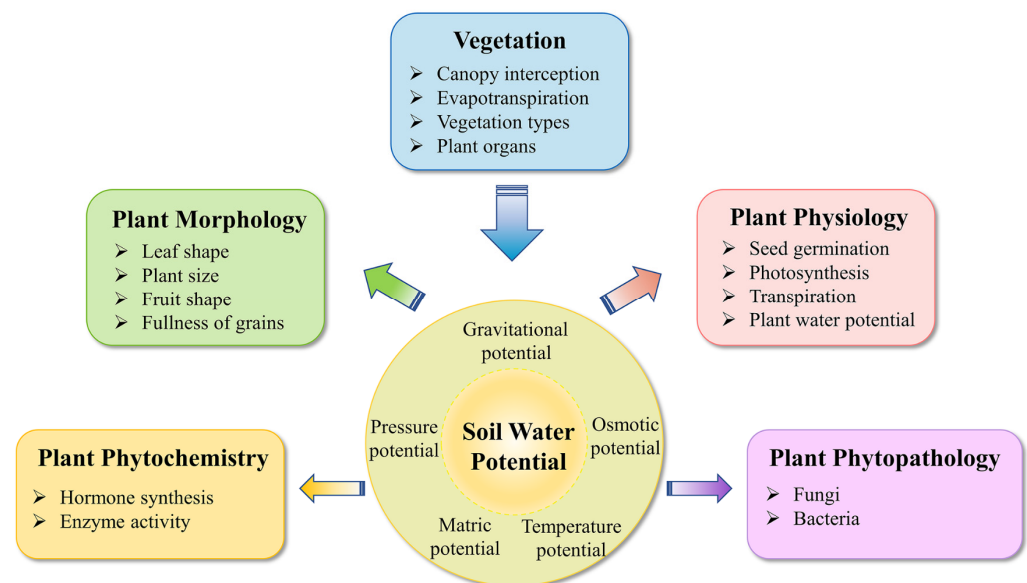 Vegetation
➢ Canopy interception
➢ Evapotranspiration
➢ Vegetation types
➢ Plant organs
Plant Morphology
➢ Leaf shape
➢ Plant size
➢ Fruit shape
➢ Fullness of grains
Plant Physiology
➢ Seed germination
➢ Photosynthesis
➢ Transpiration
➢ Plant water potential
Gravitational
potential
Pressure
potential
Soil Water
Potential
Osmotic
potential
Matric
potential
Temperature
potential
Plant Phytochemistry
➢ Hormone synthesis
➢ Enzyme activity
Plant Phytopathology
➢ Fungi
➢ Bacteria